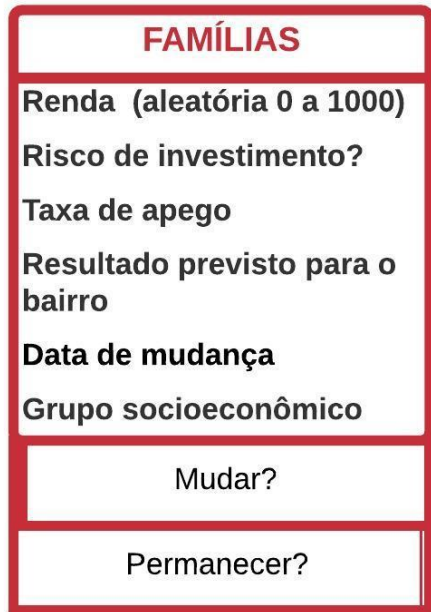 FAMÍLIAS
Renda (aleatória 0 a 1000)
Risco de investimento?
Taxa de apego
Resultado previsto para o
bairro
Data de mudança
Grupo socioeconômico
Mudar?
Permanecer?